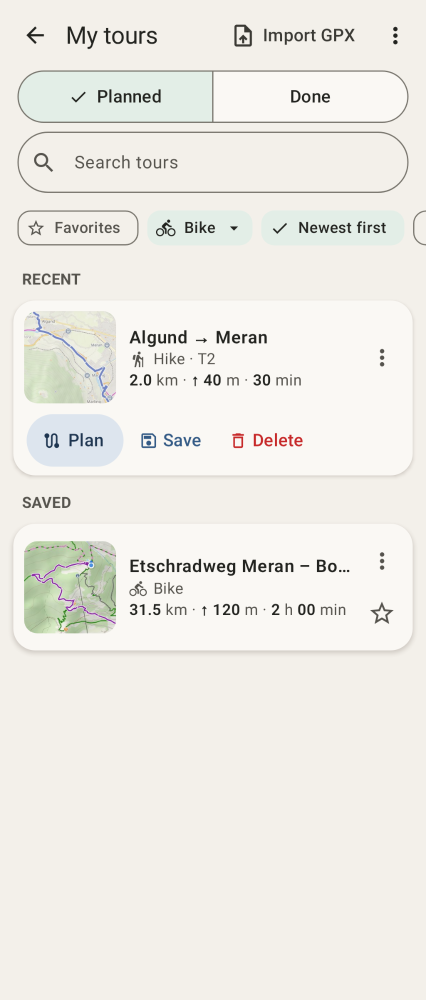 My tours
Import GPX
Planned
Done
Search tours
Favorites
Bike
Newest first
RECENT
Algund → Meran
Hike · T2
2.0 km · ↑ 40 m · 30 min
Plan
Save
Delete
SAVED
Etschradweg Meran – Bo…
Bike
31.5 km · ↑ 120 m · 2 h 00 min